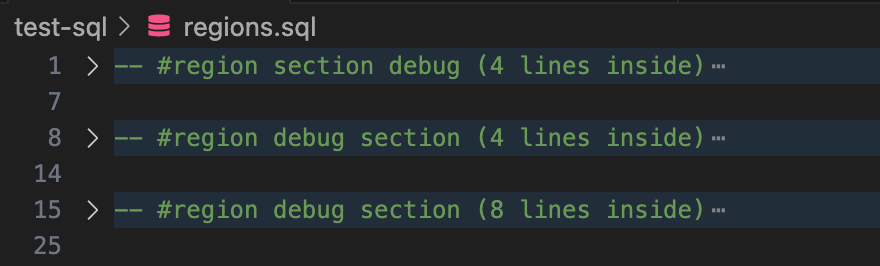 test-sql > regions.sql
1 > -- #region section debug (4 lines inside)⋯
7
8 > -- #region debug section (4 lines inside)⋯
14
15 > -- #region debug section (8 lines inside)⋯
25